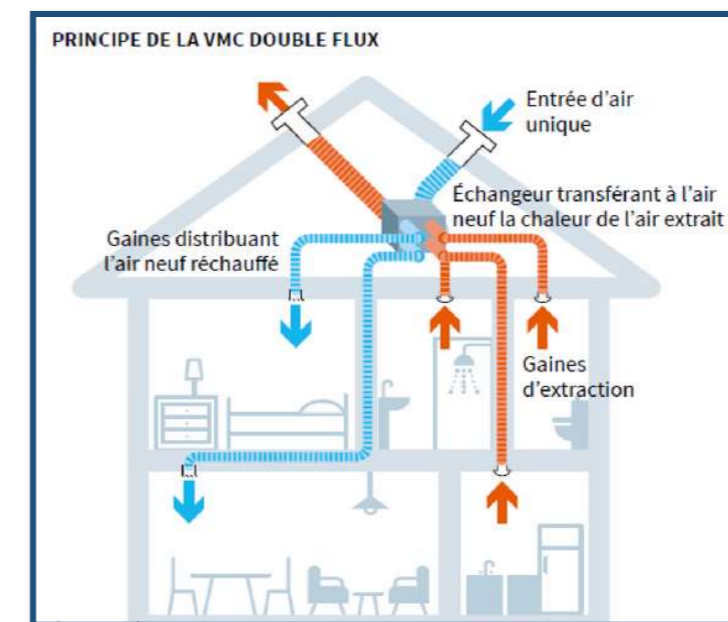 PRINCIPE DE LA VMC DOUBLE FLUX
Entrée d'air
unique
Échangeur transférant à l'air
neuf la chaleur de l'air extrait
Gaines distribuant
l'air neuf réchauffé
Gaines
d'extraction